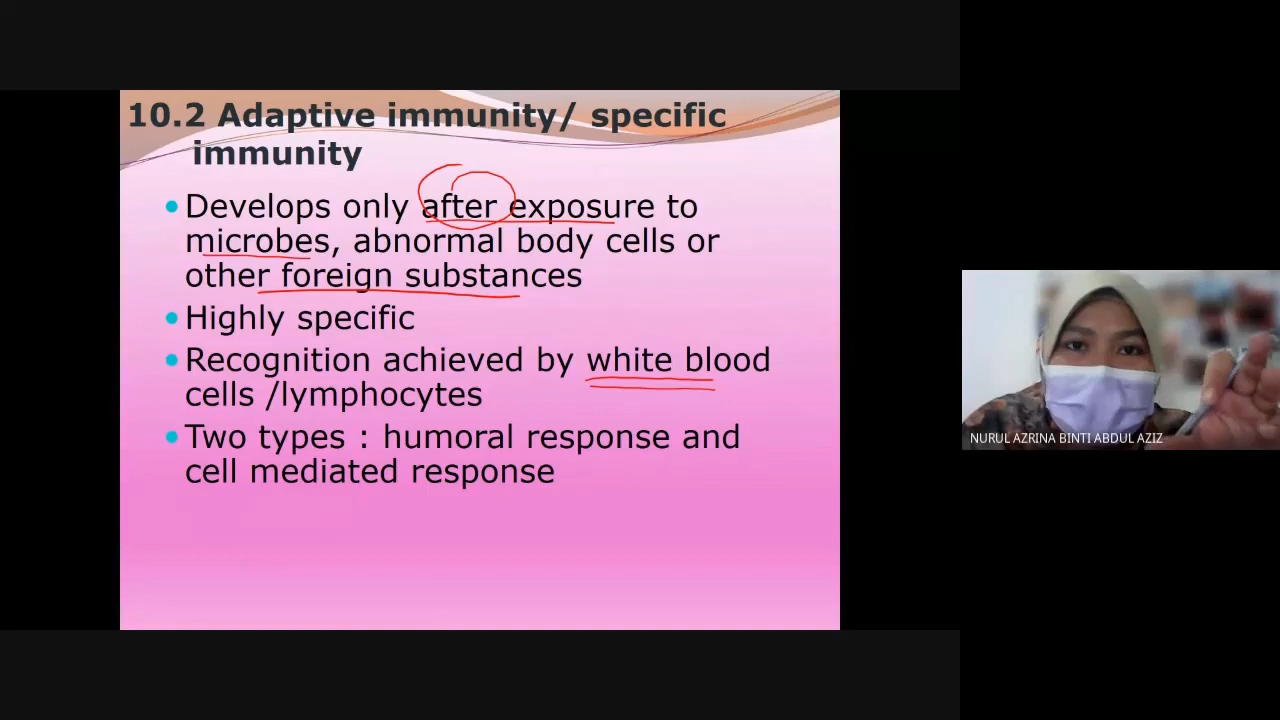 10.2 Adaptive immunity/ specific
immunity
Develops only after exposure to
microbes, abnormal body cells or
other foreign substances
Highly specific
Recognition achieved by white blood
cells /lymphocytes
Two types : humoral response and
cell mediated response
NURUL AZRINA BINTI ABDUL AZIZ